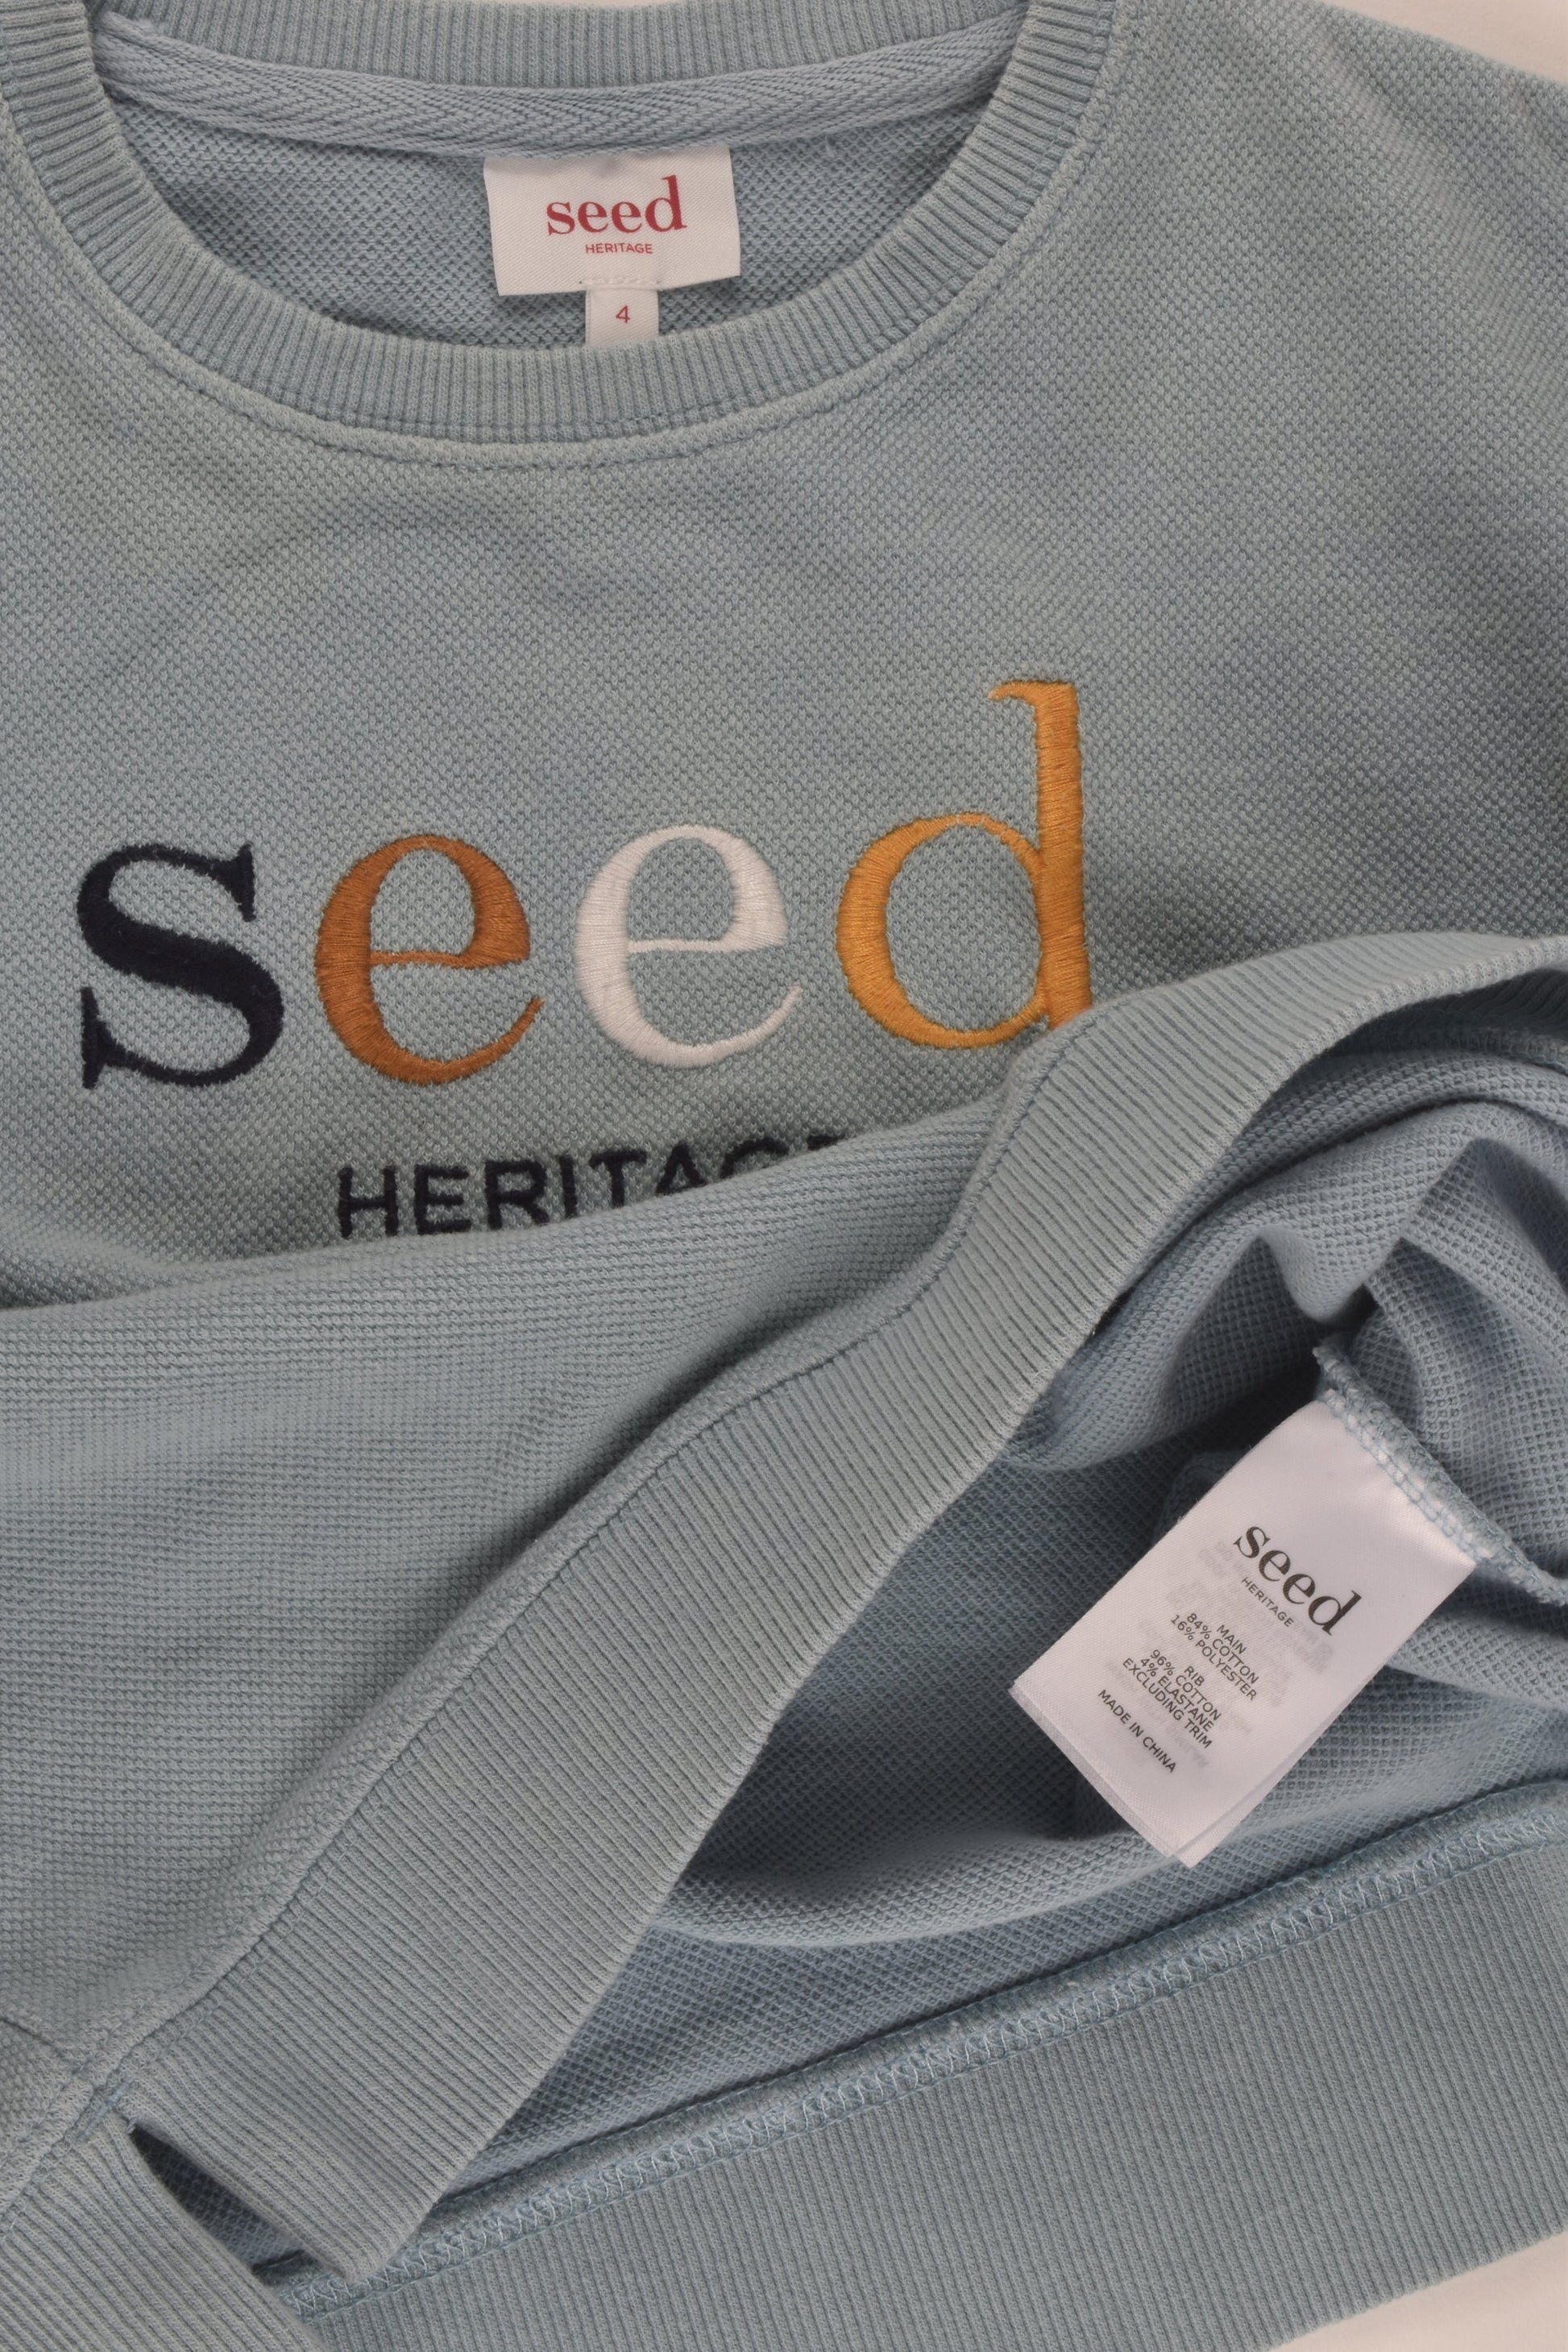 seed
HERITAGE
4
seed
HERITAGE
seed
HERITAGE
MAIN
84% COTTON
16% POLYESTER
RIB
96% COTTON
4% ELASTANE
EXCLUDING TRIM
MADE IN CHINA